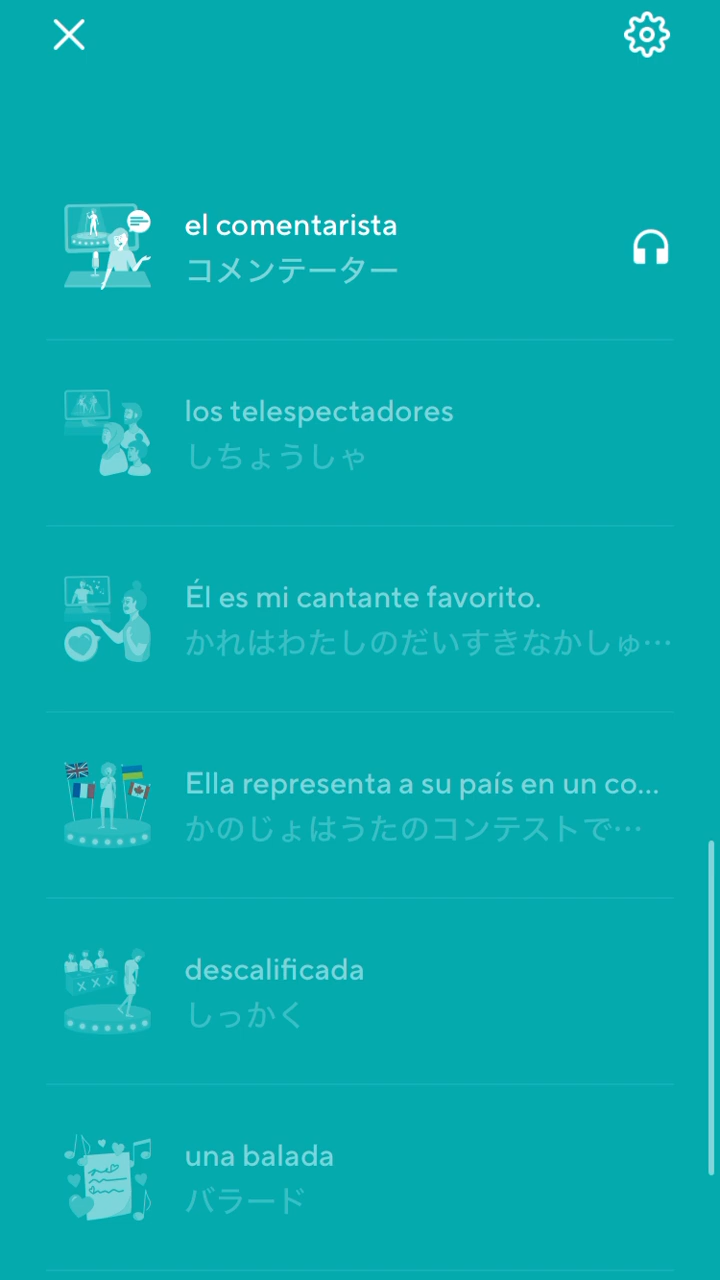 el comentarista
コメンテーター
los telespectadores
しちょうしゃ
Él es mi cantante favorito.
かれはわたしのだいすきなかしゅ…
Ella representa a su país en un co...
かのじょはうたのコンテストで…
descalificada
しっかく
una balada
バラード